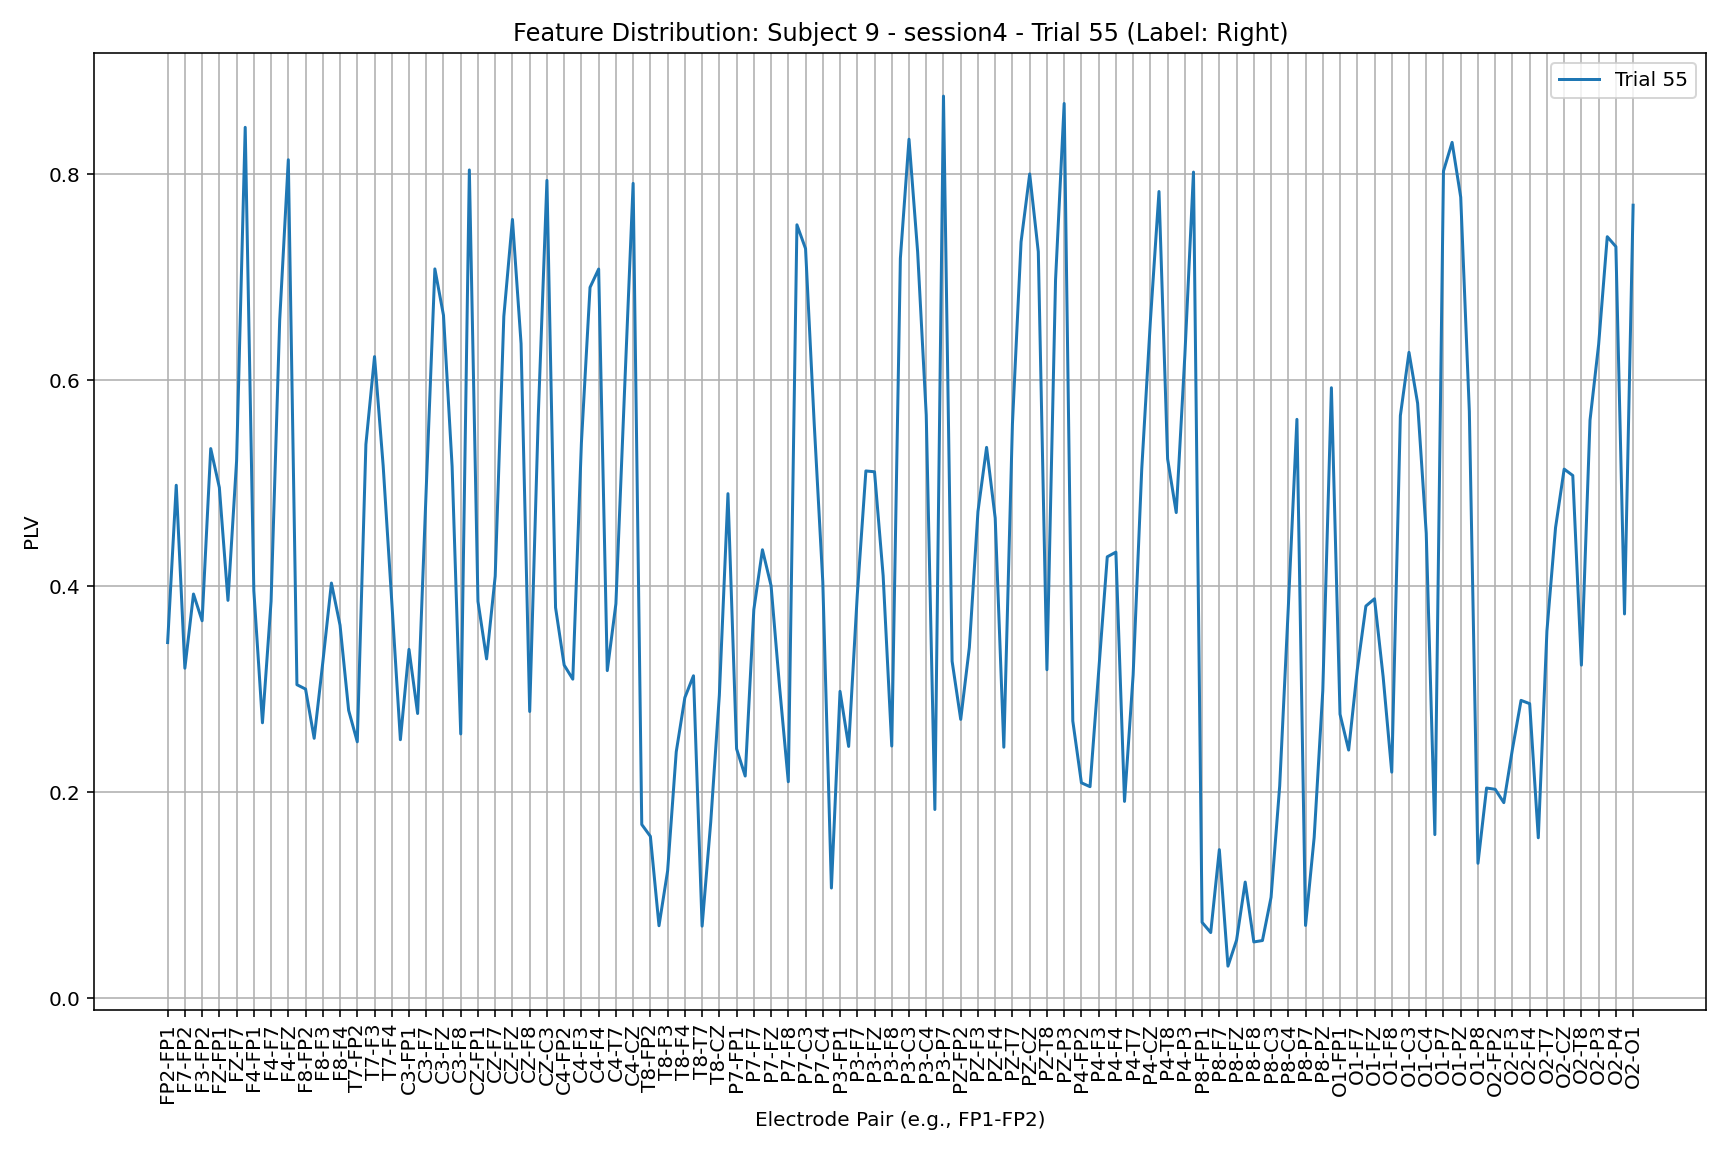 Feature Distribution: Subject 9 - session4 - Trial 55 (Label: Right)
Trial 55
PLV
0.8
0.6
0.4
0.2
0.0
FP2-FP1
F7-FP2
F3-FP2
FZ-FP1
FZ-F7
F4-FP1
F4-F7
F4-FZ
F8-FP2
F8-F3
F8-F4
T7-FP2
T7-F3
T7-F4
C3-FP1
C3-F7
C3-FZ
C3-F8
CZ-FP1
CZ-F7
CZ-FZ
CZ-F8
CZ-C3
C4-FP2
C4-F3
C4-F4
C4-T7
C4-CZ
T8-FP2
T8-F3
T8-F4
T8-T7
T8-CZ
P7-FP1
P7-F7
P7-FZ
P7-F8
P7-C3
P7-C4
P3-FP1
P3-F7
P3-FZ
P3-F8
P3-C3
P3-C4
P3-P7
PZ-FP2
PZ-F3
PZ-F4
PZ-T7
PZ-CZ
PZ-T8
PZ-P3
P4-FP2
P4-F3
P4-F4
P4-T7
P4-CZ
P4-T8
P4-P3
P8-FP1
P8-F7
P8-FZ
P8-F8
P8-C3
P8-C4
P8-P7
P8-PZ
O1-FP1
O1-F7
O1-FZ
O1-F8
O1-C3
O1-C4
O1-P7
O1-PZ
O1-P8
O2-FP2
O2-F3
O2-F4
O2-T7
O2-CZ
O2-T8
O2-P3
O2-P4
O2-O1
Electrode Pair (e.g., FP1-FP2)